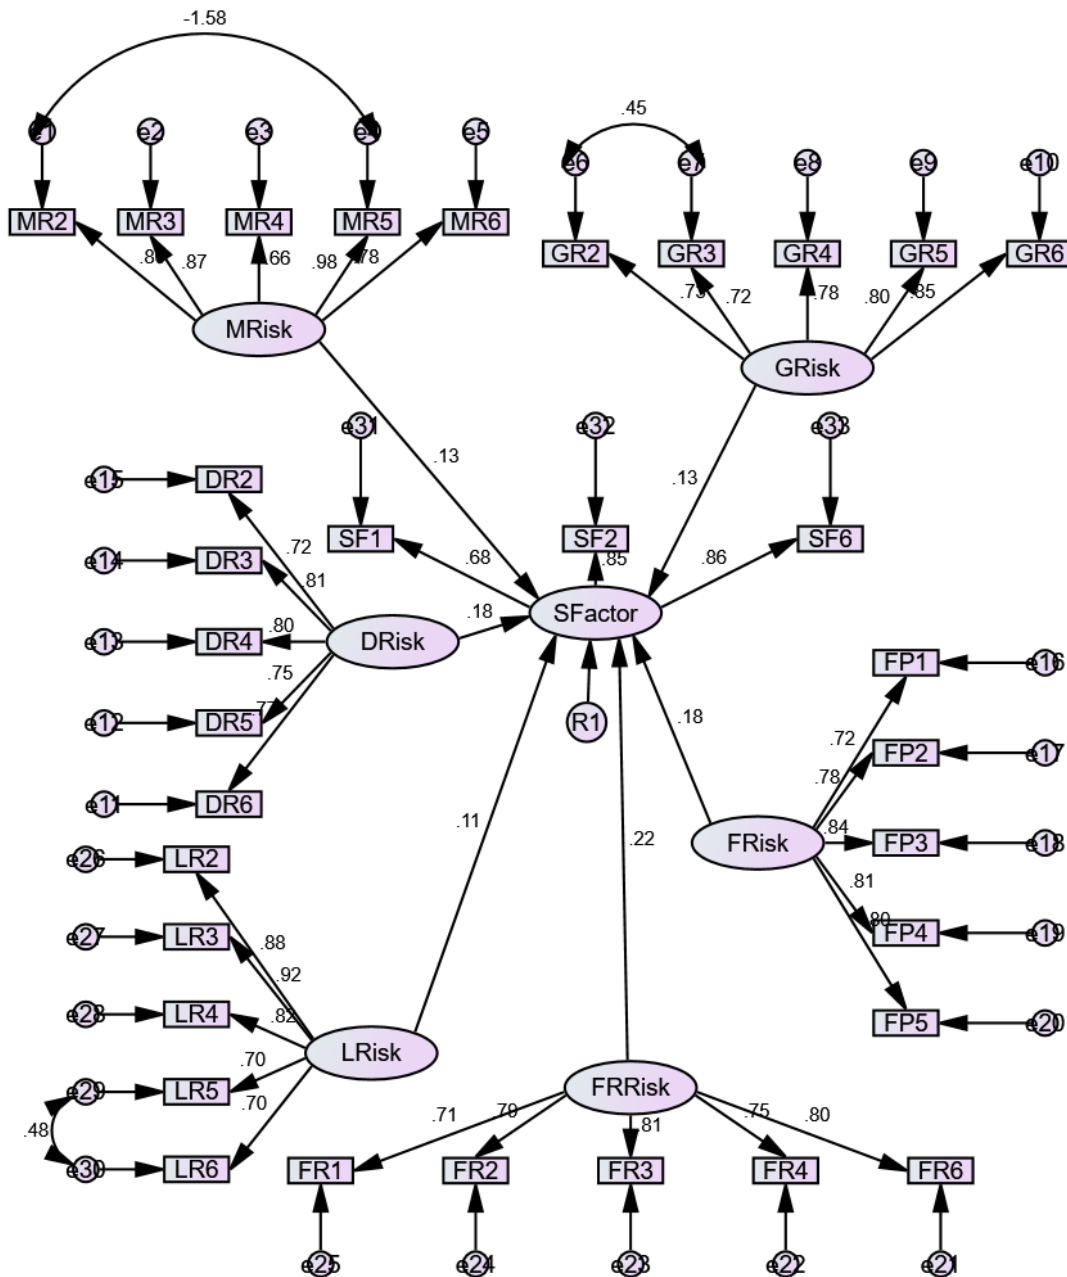 -1.58
e1 e2 e3 e4 e5
MR2 MR3 MR4 MR5 MR6
.87 .66 .98 .78
MRisk
.45
e6 e7 e8 e9 e10
GR2 GR3 GR4 GR5 GR6
.73 .72 .78 .80 .85
GRisk
.13
.13
e31 e32 e33
SF1 SF2 SF6
.68 .85 .86
SFactor
R1
e15 DR2
e14 DR3
e13 DR4
e12 DR5
e11 DR6
.72
.81
.80
.75
.77
DRisk
.18
e26 LR2
e27 LR3
e28 LR4
e29 LR5
e30 LR6
.48
.88
.92
.82
.70
.70
LRisk
.11
.22
.18
FRisk
.72
.78
.84
.81
.80
FP1 e16
FP2 e17
FP3 e18
FP4 e19
FP5 e20
FRRisk
.71 .79 .81 .75 .80
FR1 FR2 FR3 FR4 FR6
e25 e24 e23 e22 e21